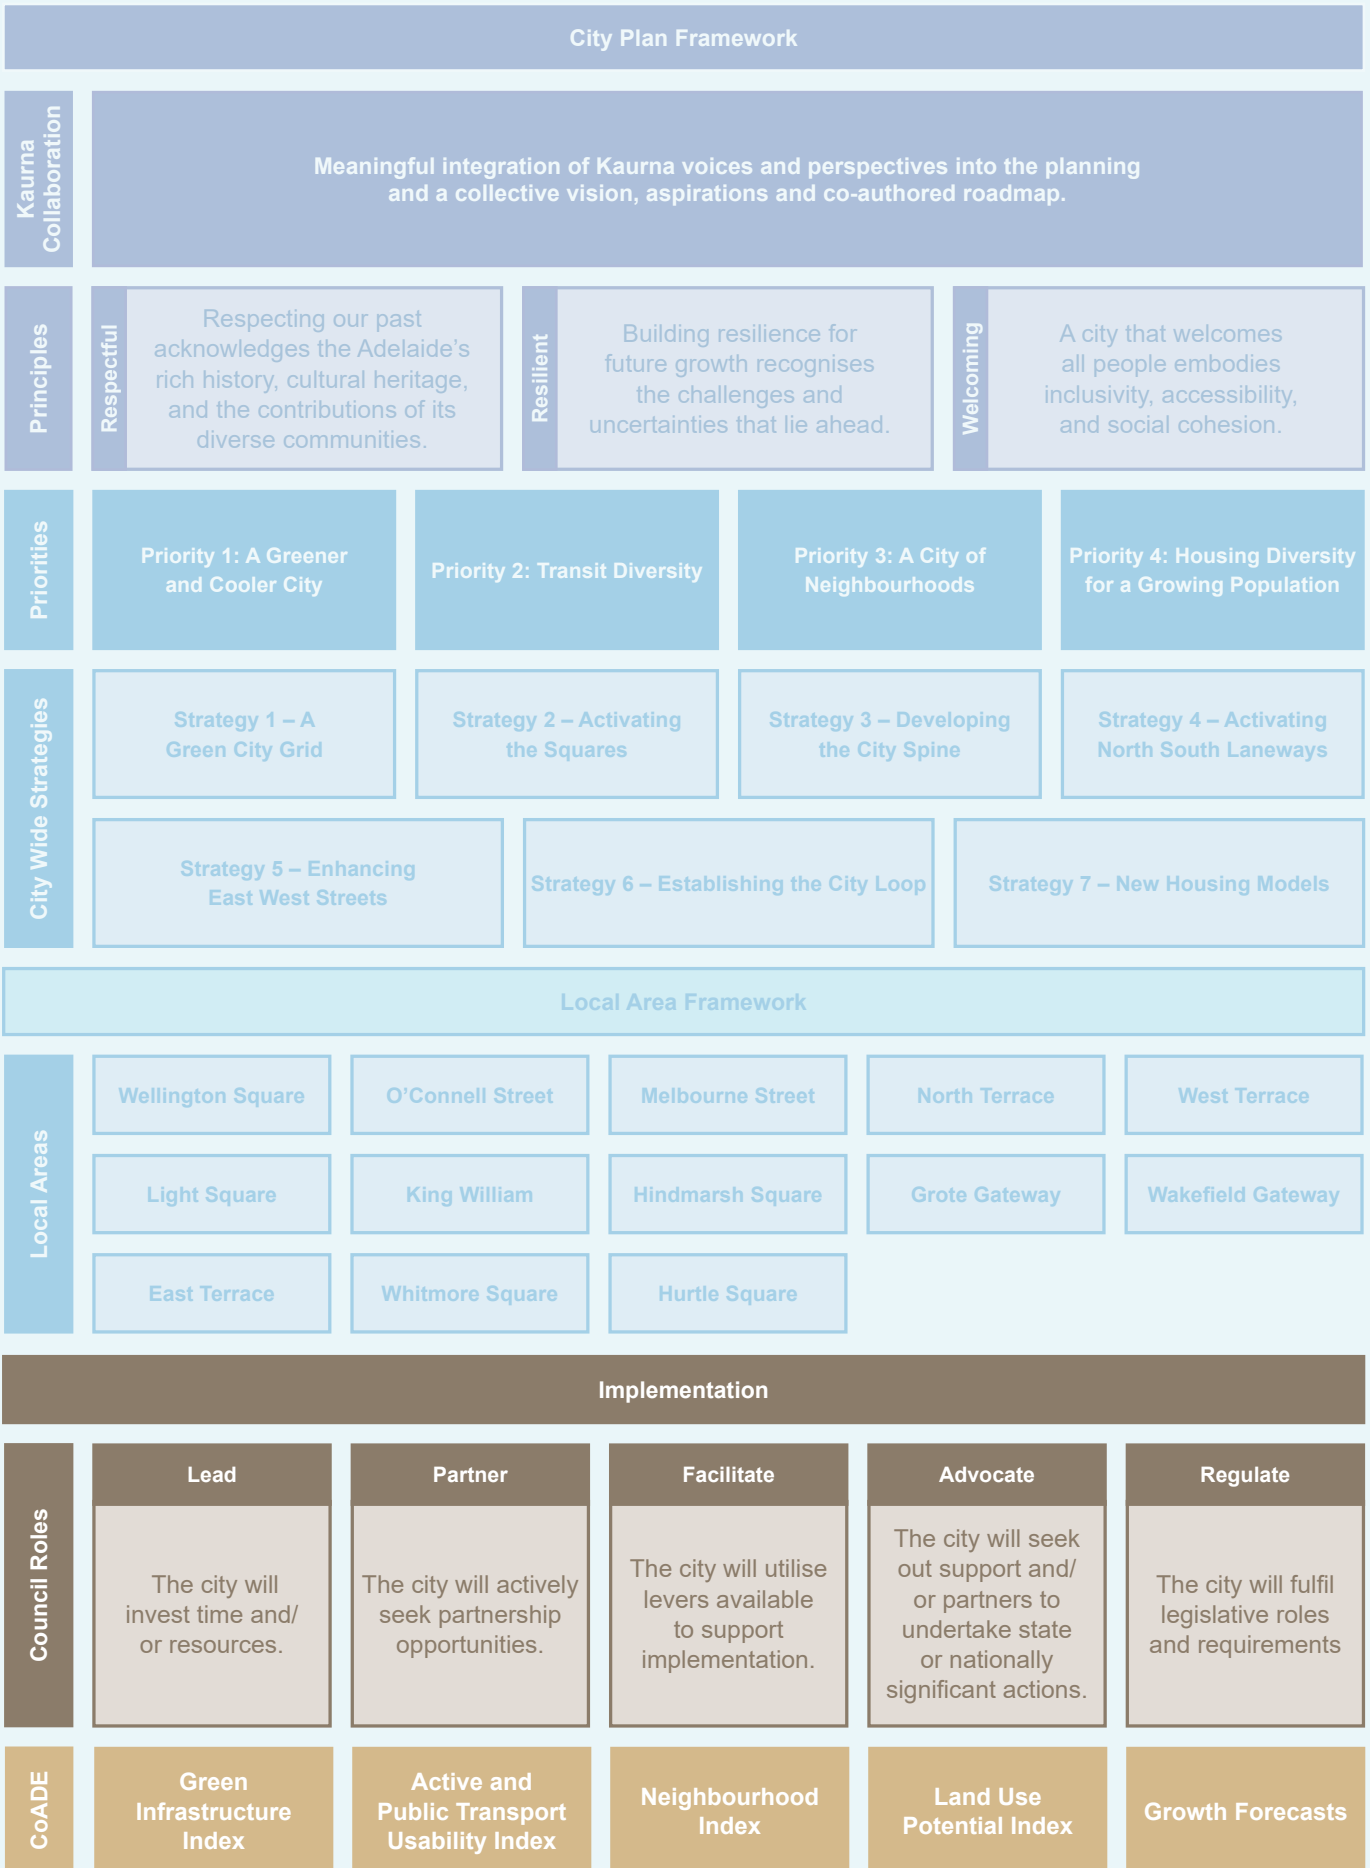 City Plan Framework
Kaurna
Collaboration
Meaningful integration of Kaurna voices and perspectives into the planning
and a collective vision, aspirations and co-authored roadmap.
Principles
Respectful
Respecting our past
acknowledges the Adelaide’s
rich history, cultural heritage,
and the contributions of its
diverse communities.
Resilient
Building resilience for
future growth recognises
the challenges and
uncertainties that lie ahead.
Welcoming
A city that welcomes
all people embodies
inclusivity, accessibility,
and social cohesion.
Priorities
Priority 1: A Greener
and Cooler City
Priority 2: Transit Diversity
Priority 3: A City of
Neighbourhoods
Priority 4: Housing Diversity
for a Growing Population
City Wide Strategies
Strategy 1 – A
Green City Grid
Strategy 2 – Activating
the Squares
Strategy 3 – Developing
the City Spine
Strategy 4 – Activating
North South Laneways
Strategy 5 – Enhancing
East West Streets
Strategy 6 – Establishing the City Loop
Strategy 7 – New Housing Models
Local Area Framework
Local Areas
Wellington Square
O’Connell Street
Melbourne Street
North Terrace
West Terrace
Light Square
King William
Hindmarsh Square
Grote Gateway
Wakefield Gateway
East Terrace
Whitmore Square
Hurtle Square
Implementation
Council Roles
Lead
The city will
invest time and/
or resources.
Partner
The city will actively
seek partnership
opportunities.
Facilitate
The city will utilise
levers available
to support
implementation.
Advocate
The city will seek
out support and/
or partners to
undertake state
or nationally
significant actions.
Regulate
The city will fulfil
legislative roles
and requirements
CoADE
Green
Infrastructure
Index
Active and
Public Transport
Usability Index
Neighbourhood
Index
Land Use
Potential Index
Growth Forecasts